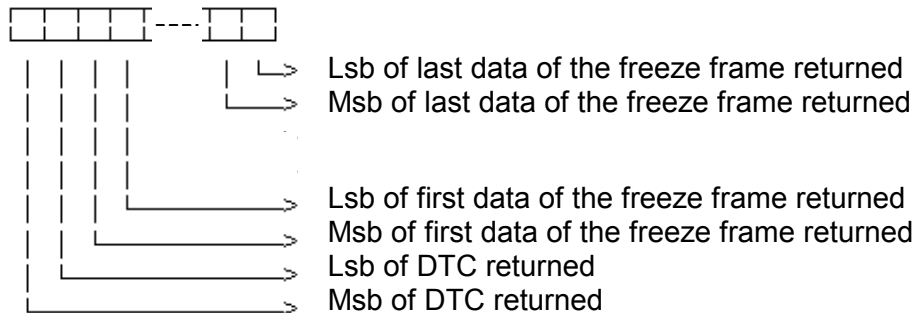 Lsb of last data of the freeze frame returned
Msb of last data of the freeze frame returned
Lsb of first data of the freeze frame returned
Msb of first data of the freeze frame returned
Lsb of DTC returned
Msb of DTC returned